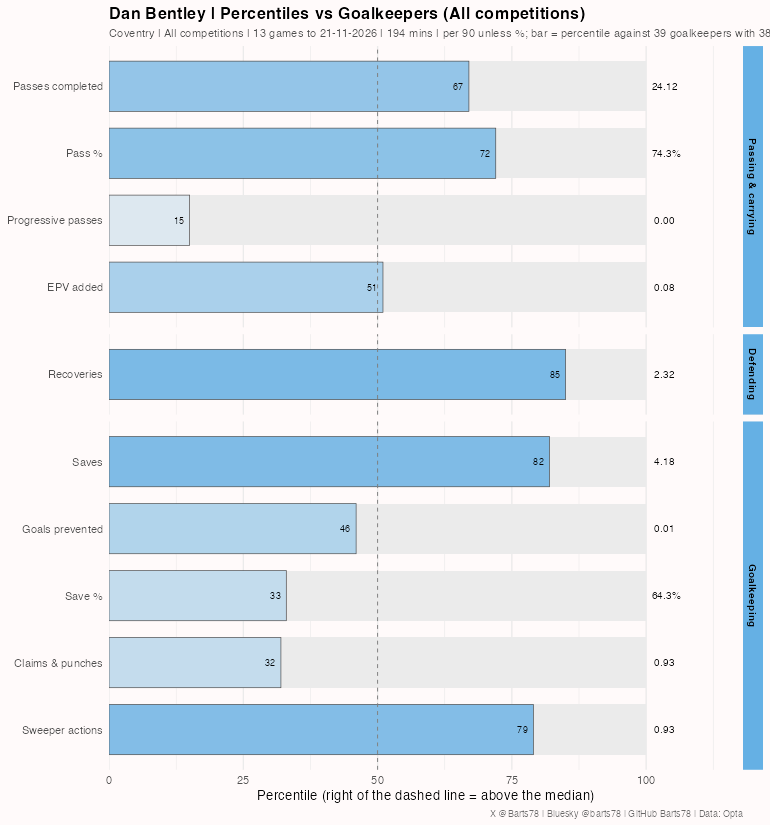 Dan Bentley | Percentiles vs Goalkeepers (All competitions)
Coventry | All competitions | 13 games to 21-11-2026 | 194 mins | per 90 unless %; bar = percentile against 39 goalkeepers with 38
Passes completed 67 24.12
Pass % 72 74.3%
Progressive passes 15 0.00
EPV added 51 0.08
Passing & carrying
Recoveries 85 2.32
Defending
Saves 82 4.18
Goals prevented 46 0.01
Save % 33 64.3%
Claims & punches 32 0.93
Sweeper actions 79 0.93
Goalkeeping
0 25 50 75 100
Percentile (right of the dashed line = above the median)
X @Barts78 | Bluesky @barts78 | GitHub Barts78 | Data: Opta